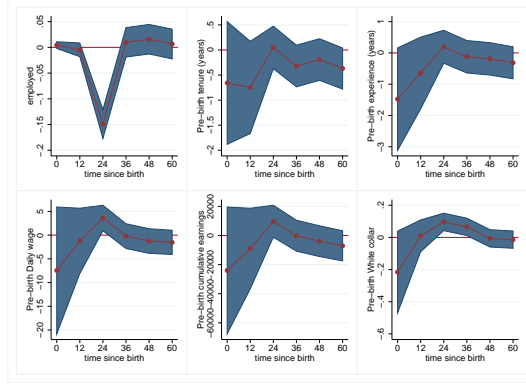 employed
-.2 -.15 -.1 -.05 0 .05
0 12 24 36 48 60
time since birth
Pre−birth tenure (years)
-2 -1.5 -1 -.5 0 .5
0 12 24 36 48 60
time since birth
Pre−birth experience (years)
-3 -2 -1 0 1
0 12 24 36 48 60
time since birth
Pre−birth Daily wage
-20 -15 -10 -5 0 5
0 12 24 36 48 60
time since birth
Pre−birth cumulative earnings
-60000 -40000 -20000 0 20000
0 12 24 36 48 60
time since birth
Pre−birth White collar
-.6 -.4 -.2 0 .2
0 12 24 36 48 60
time since birth